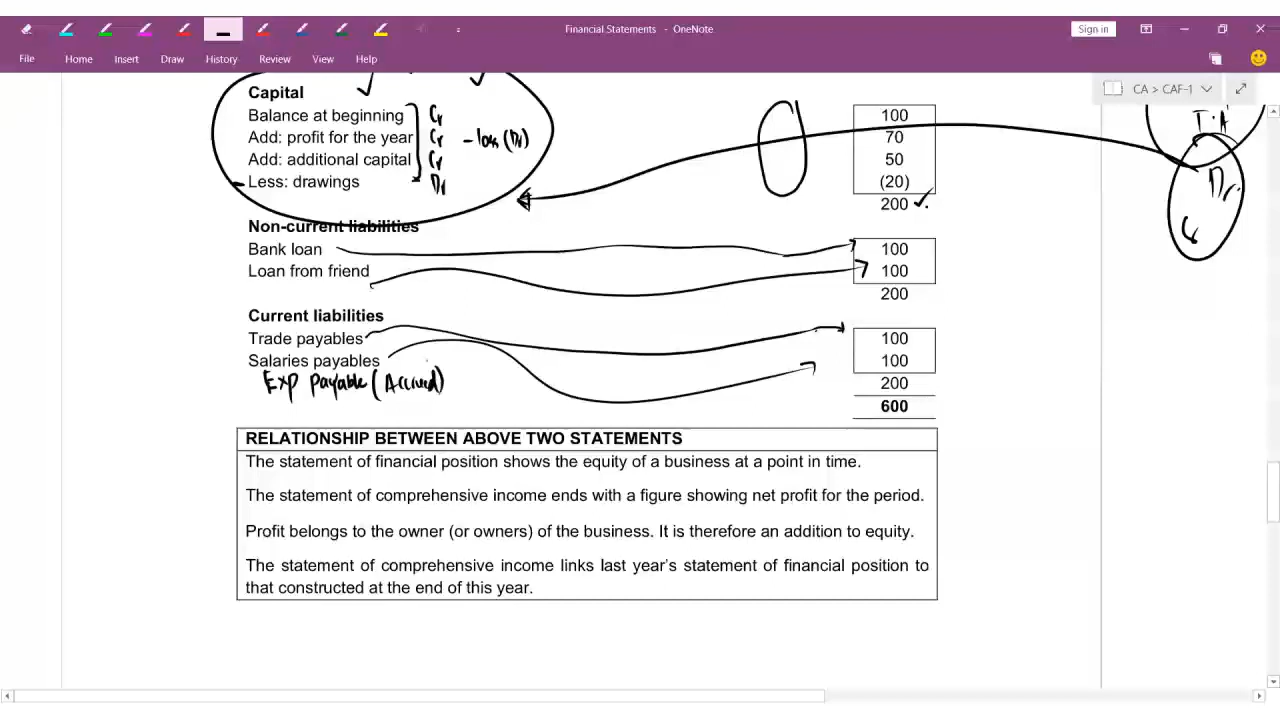 Financial Statements - OneNote
Sign in
File Home Insert Draw History Review View Help
CA > CAF-1
Capital
Balance at beginning Cr 100
Add: profit for the year Cr - loss (Dr) 70
Add: additional capital Cr 50
Less: drawings Dr (20)
200
Non-current liabilities
Bank loan 100
Loan from friend 100
200
Current liabilities
Trade payables 100
Salaries payables 100
Exp Payable (Accrued) 200
600
T.A
Dr.
Cr
RELATIONSHIP BETWEEN ABOVE TWO STATEMENTS
The statement of financial position shows the equity of a business at a point in time.
The statement of comprehensive income ends with a figure showing net profit for the period.
Profit belongs to the owner (or owners) of the business. It is therefore an addition to equity.
The statement of comprehensive income links last year's statement of financial position to
that constructed at the end of this year.